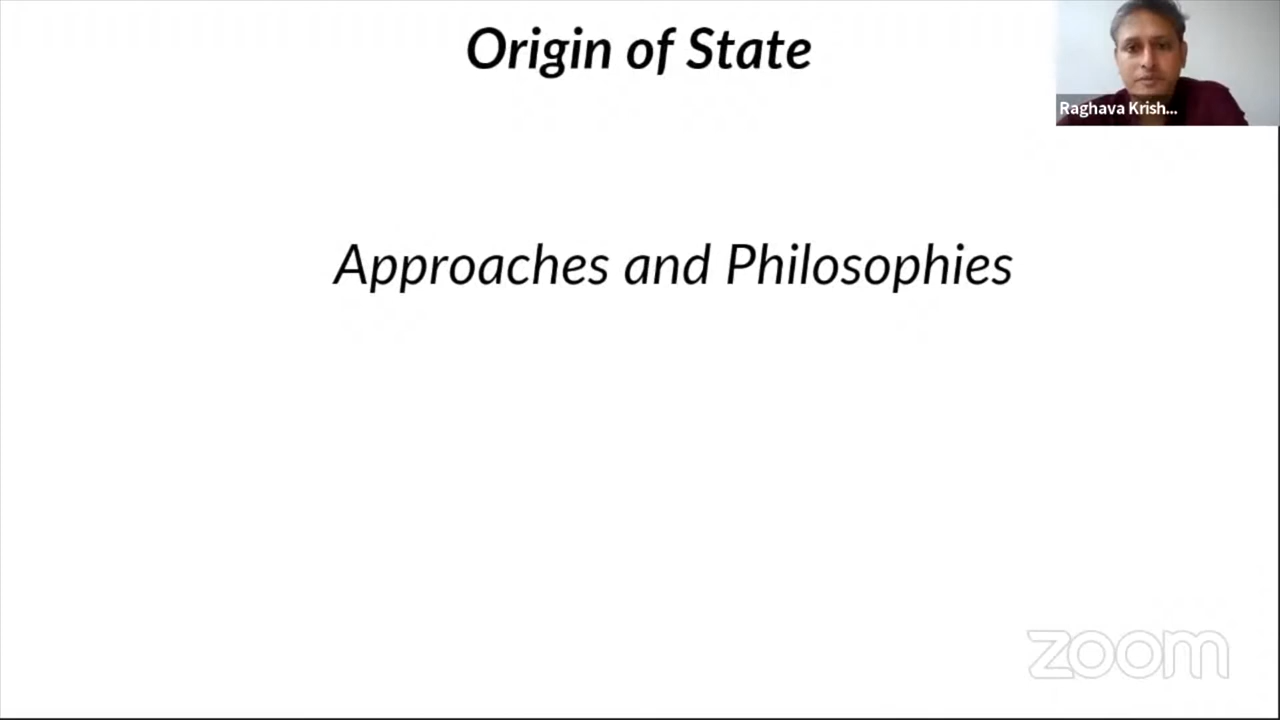 Origin of State
Raghava Krish...
Approaches and Philosophies
zoom